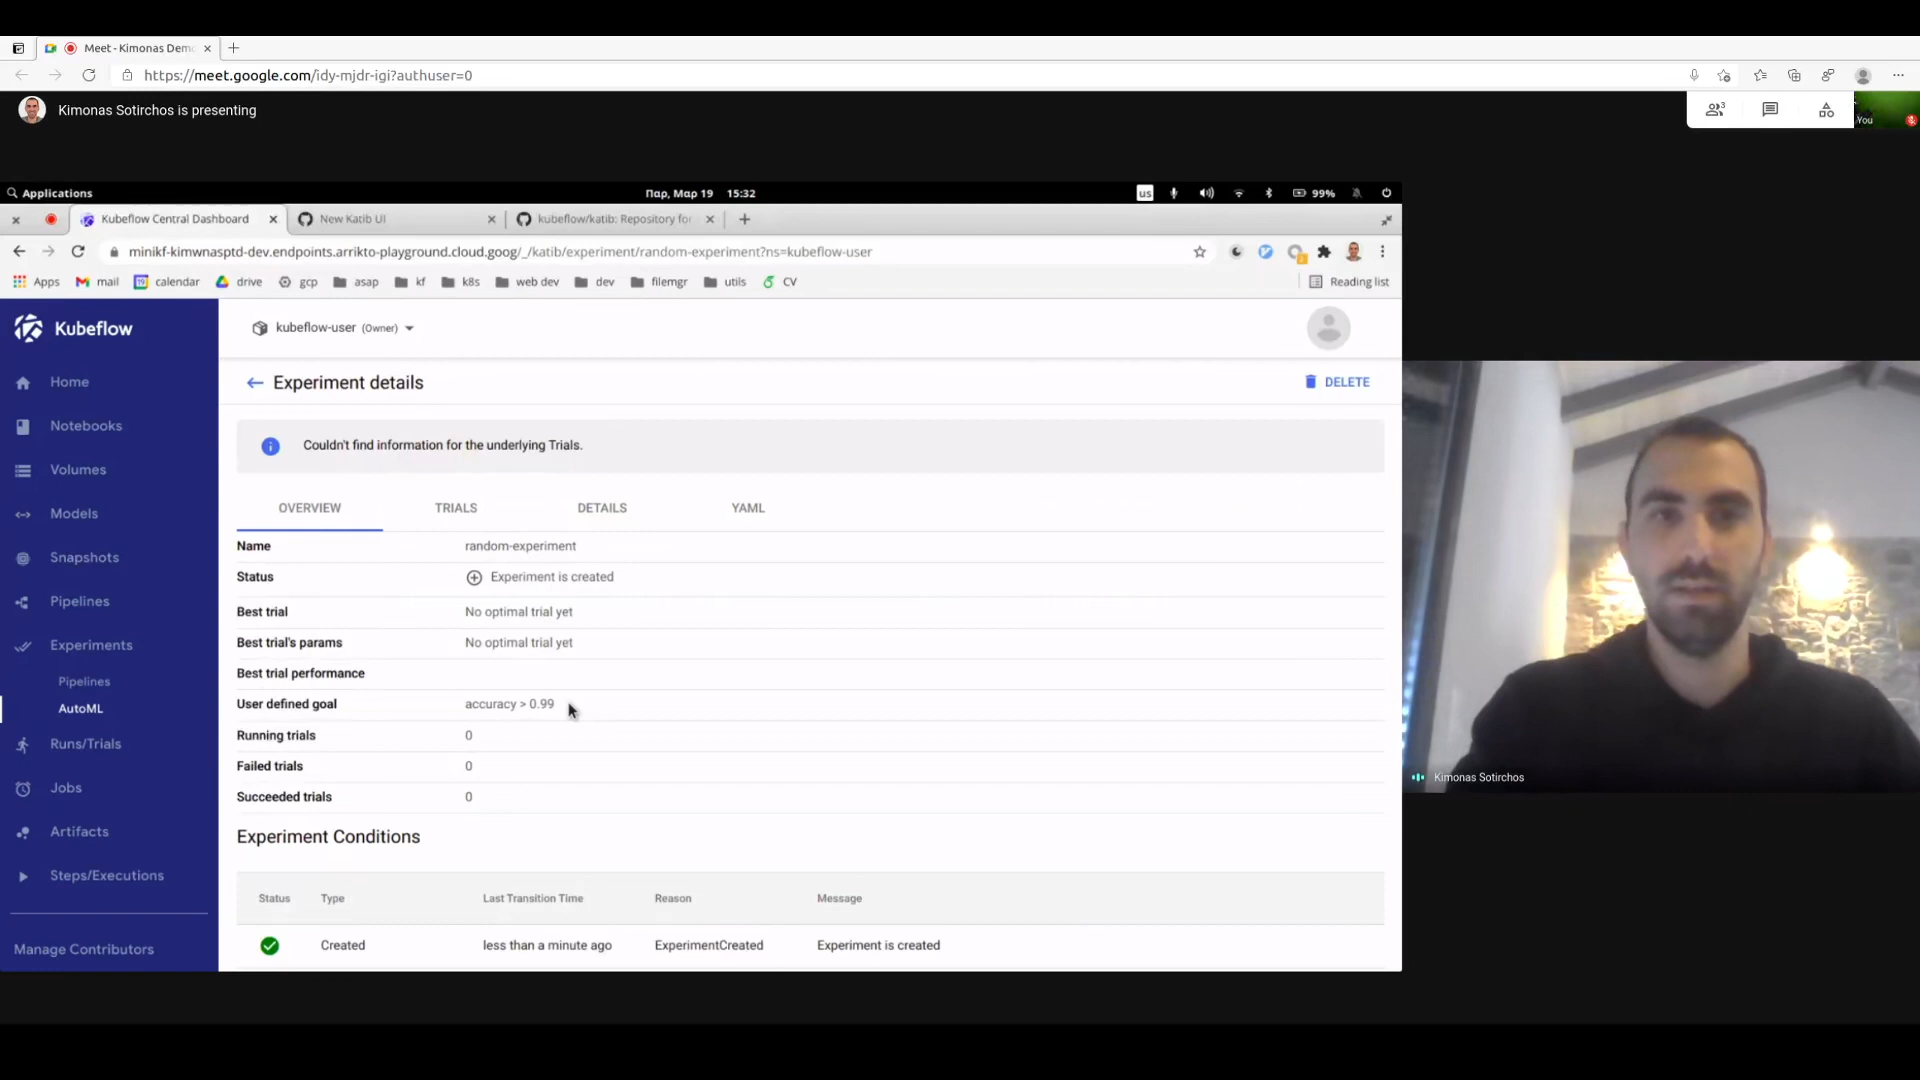 Meet - Kimonas Dem
https://meet.google.com/idy-mjdr-igi?authuser=0
Kimonas Sotirchos is presenting
3
You
Applications
Παρ, Μαρ 19 15:32
us
99%
Kubeflow Central Dashboard
New Katib UI
kubeflow/katib: Repository for
minikf-kimwnasptd-dev.endpoints.arrikto-playground.cloud.goog/_/katib/experiment/random-experiment?ns=kubeflow-user
Apps mail calendar drive gcp asap kf k8s web dev dev filemgr utils CV Reading list
Kubeflow
Home
Notebooks
Volumes
Models
Snapshots
Pipelines
Experiments
Pipelines
AutoML
Runs/Trials
Jobs
Artifacts
Steps/Executions
Manage Contributors
kubeflow-user (Owner)
Experiment details
DELETE
Couldn't find information for the underlying Trials.
OVERVIEW TRIALS DETAILS YAML
Name random-experiment
Status Experiment is created
Best trial No optimal trial yet
Best trial's params No optimal trial yet
Best trial performance
User defined goal accuracy > 0.99
Running trials 0
Failed trials 0
Succeeded trials 0
Experiment Conditions
Status Type Last Transition Time Reason Message
Created less than a minute ago ExperimentCreated Experiment is created
Kimonas Sotirchos